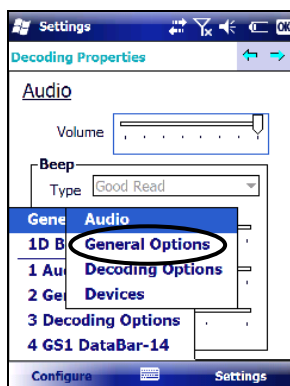 Settings OK
Decoding Properties
Audio
Volume
Beep
Type Good Read
Gene Audio
1D B General Options
1 Au Decoding Options
2 Ge Devices
3 Decoding Options
4 GS1 DataBar-14
Configure Settings